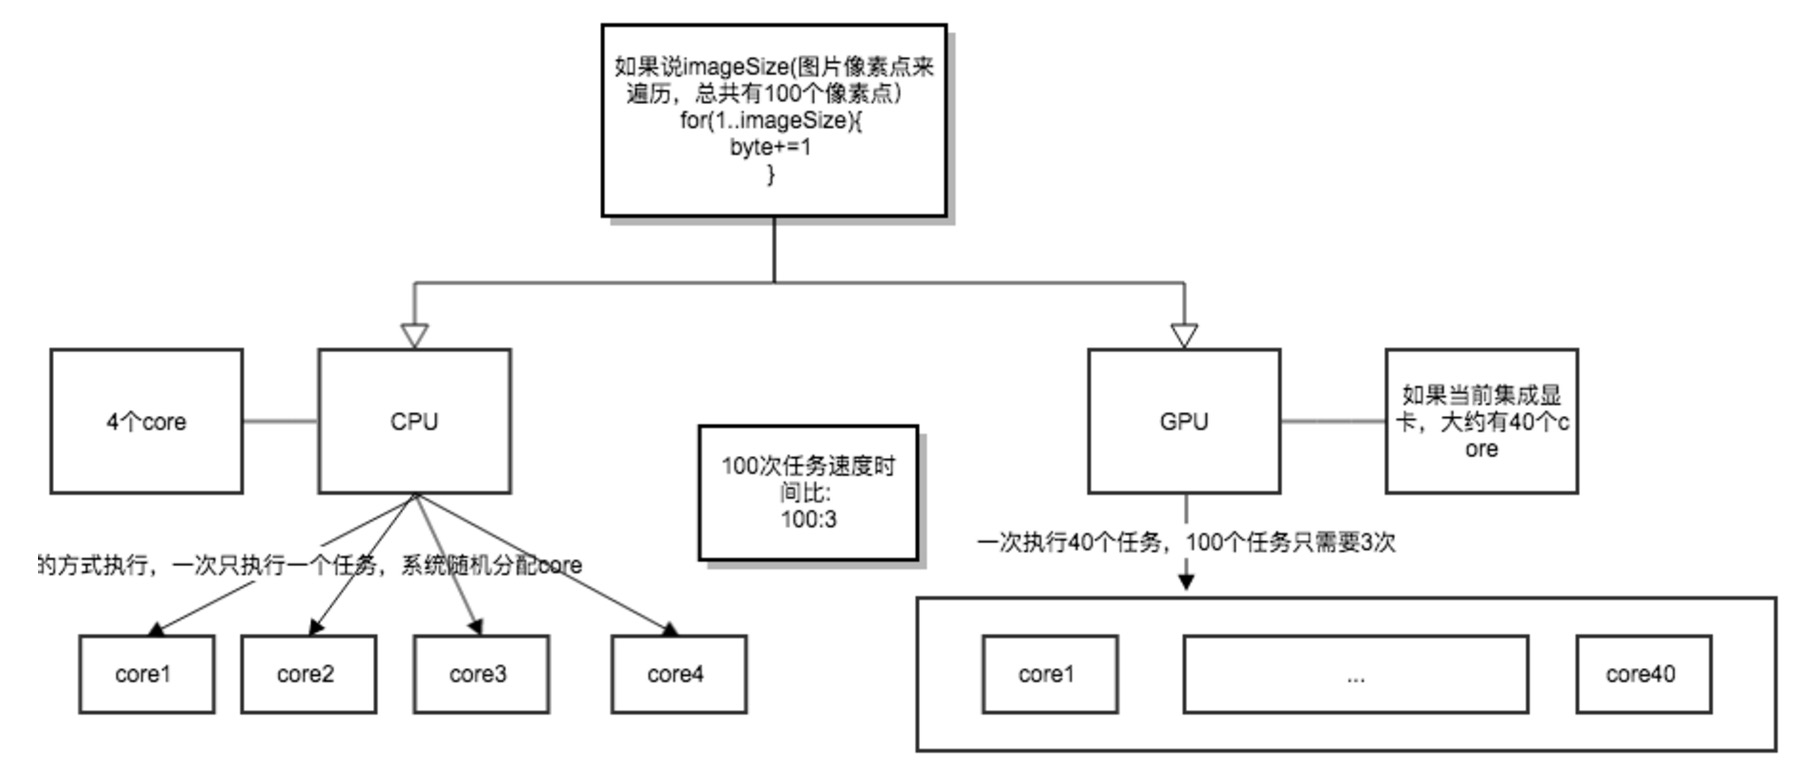 如果说imageSize(图片像素点来
遍历，总共有100个像素点）
for(1..imageSize){
byte+=1
}
4个core
CPU
GPU
如果当前集成显
卡，大约有40个c
ore
100次任务速度时
间比:
100:3
一次执行40个任务，100个任务只需要3次
的方式执行，一次只执行一个任务，系统随机分配core
core1
core2
core3
core4
core1
...
core40